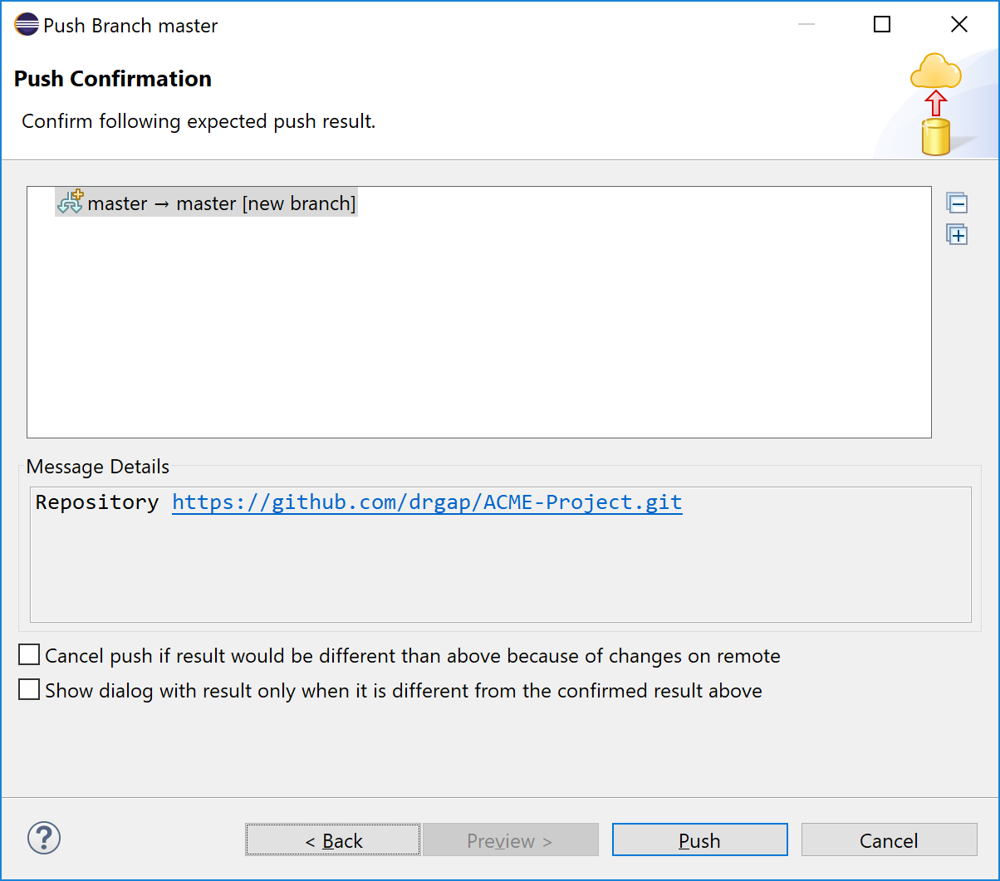 Push Branch master
Push Confirmation
Confirm following expected push result.
master → master [new branch]
Message Details
Repository https://github.com/drgap/ACME-Project.git
Cancel push if result would be different than above because of changes on remote
Show dialog with result only when it is different from the confirmed result above
? < Back Preview > Push Cancel